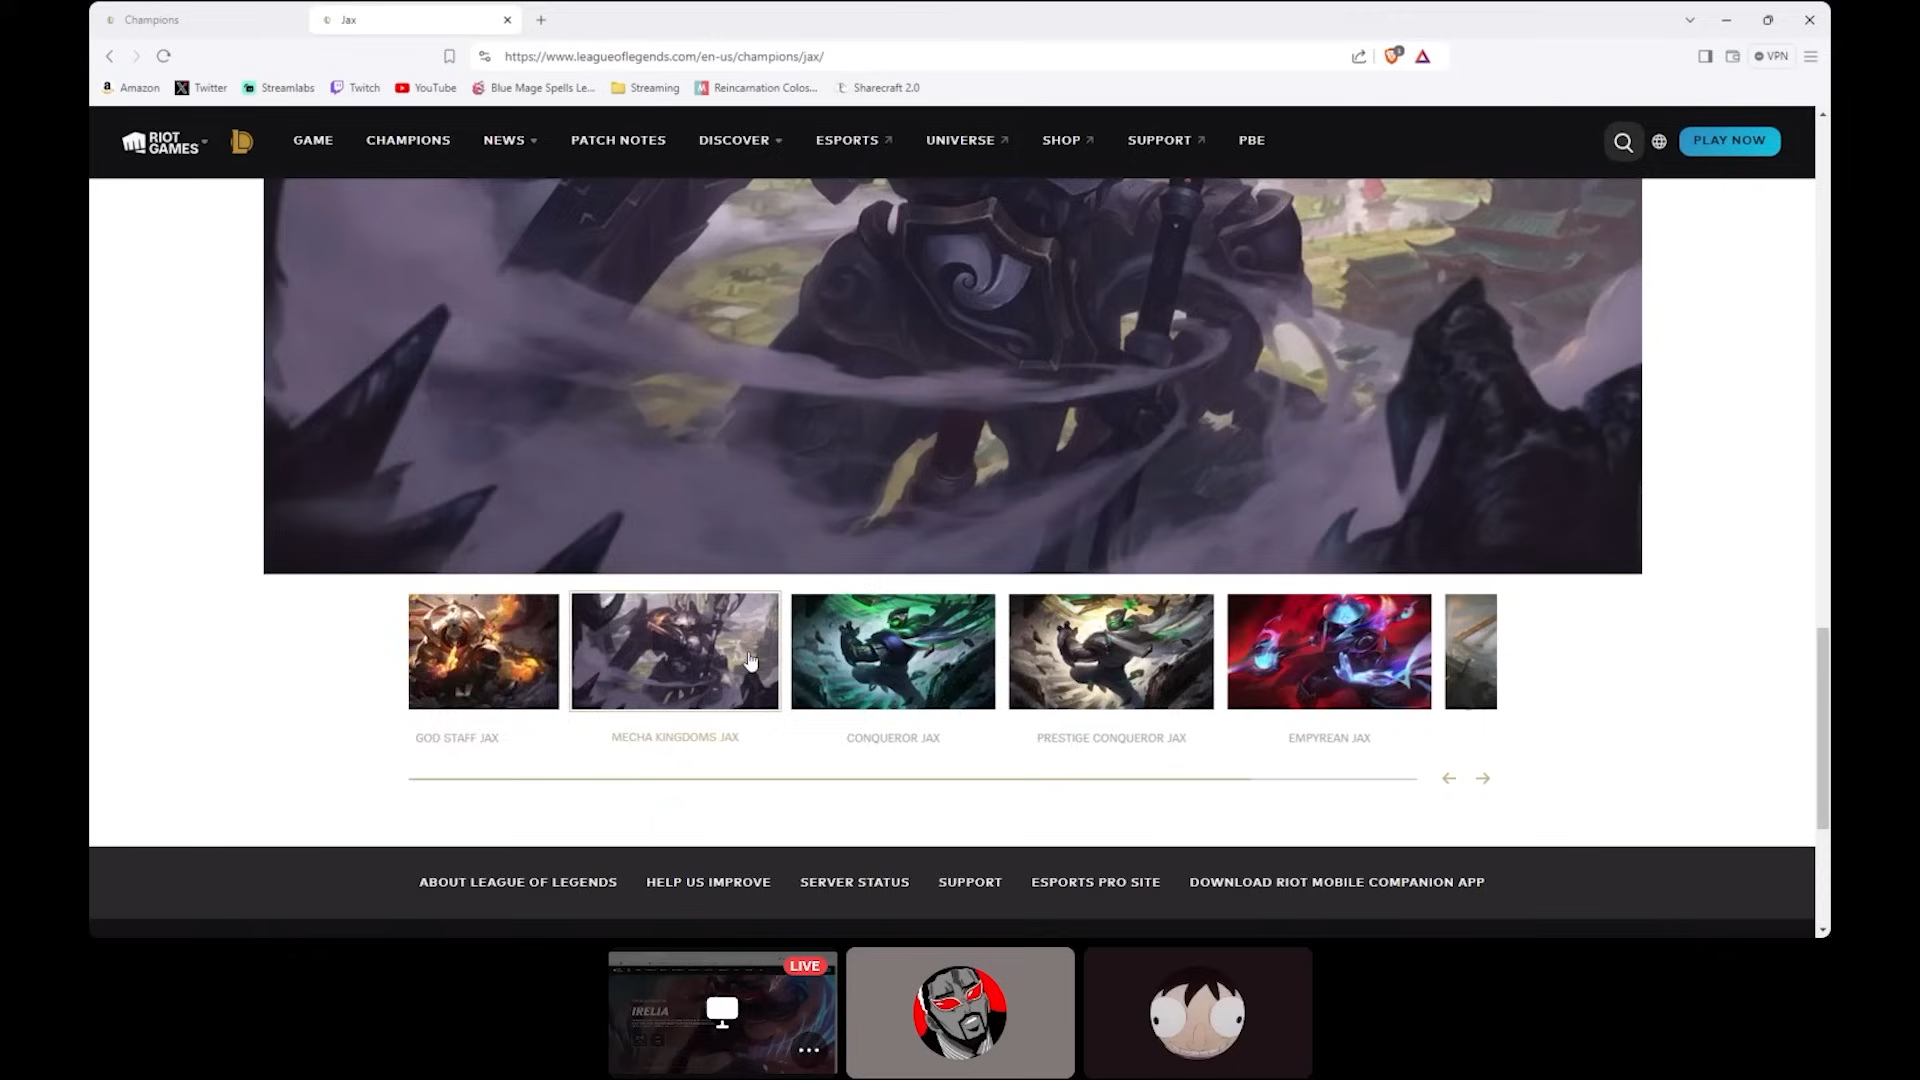 Champions
Jax
https://www.leagueoflegends.com/en-us/champions/jax/
VPN
Amazon
Twitter
Streamlabs
Twitch
YouTube
Blue Mage Spells Le...
Streaming
Reincarnation Colos...
Sharecraft 2.0
RIOT
GAMES
GAME
CHAMPIONS
NEWS
PATCH NOTES
DISCOVER
ESPORTS
UNIVERSE
SHOP
SUPPORT
PBE
PLAY NOW
GOD STAFF JAX
MECHA KINGDOMS JAX
CONQUEROR JAX
PRESTIGE CONQUEROR JAX
EMPYREAN JAX
ABOUT LEAGUE OF LEGENDS
HELP US IMPROVE
SERVER STATUS
SUPPORT
ESPORTS PRO SITE
DOWNLOAD RIOT MOBILE COMPANION APP
LIVE
IRELIA